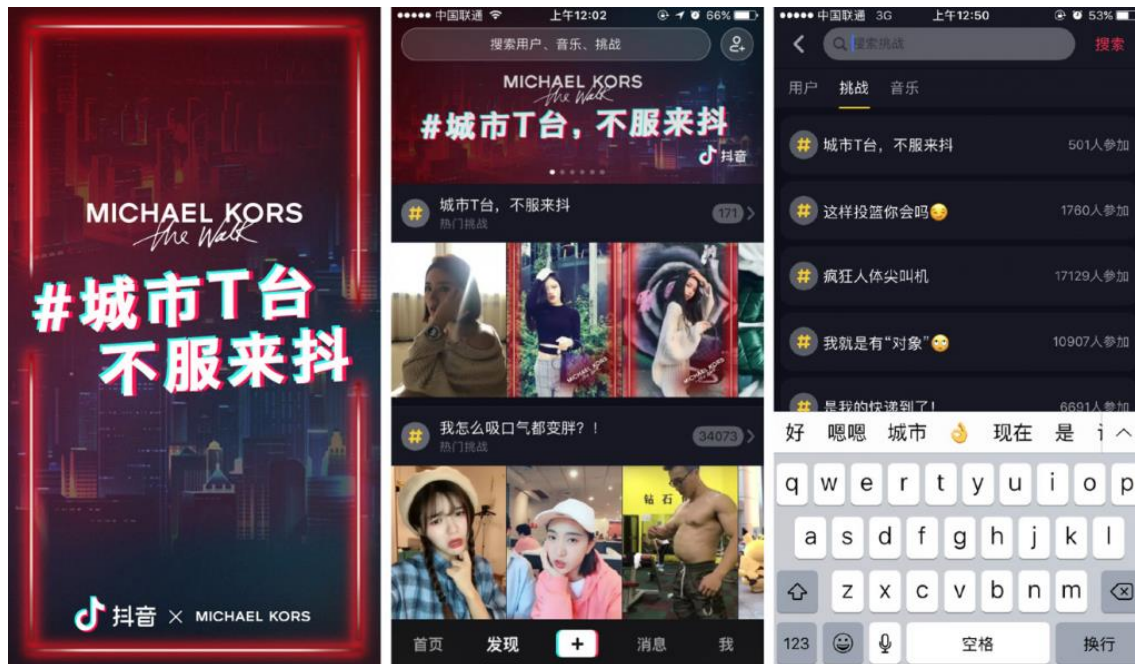 MICHAEL KORS
the Walk
#城市T台
不服来抖
抖音 × MICHAEL KORS
中国联通
上午12:02
66%
搜索用户、音乐、挑战
MICHAEL KORS
the Walk
#城市T台，不服来抖
抖音
城市T台，不服来抖
热门挑战
171
MICHAEL KORS
MICHAEL KORS
我怎么吸口气都变胖？！
热门挑战
34073
钻石
首页 发现 + 消息 我
中国联通 3G
上午12:50
53%
搜索挑战
搜索
用户 挑战 音乐
# 城市T台，不服来抖 501人参加
# 这样投篮你会吗😏 1760人参加
# 疯狂人体尖叫机 17129人参加
# 我就是有“对象”🙄 10907人参加
# 是我的快递到了！ 6691人参加
好 嗯嗯 城市 👌 现在 是
q w e r t y u i o p
a s d f g h j k l
z x c v b n m
123 空格 换行